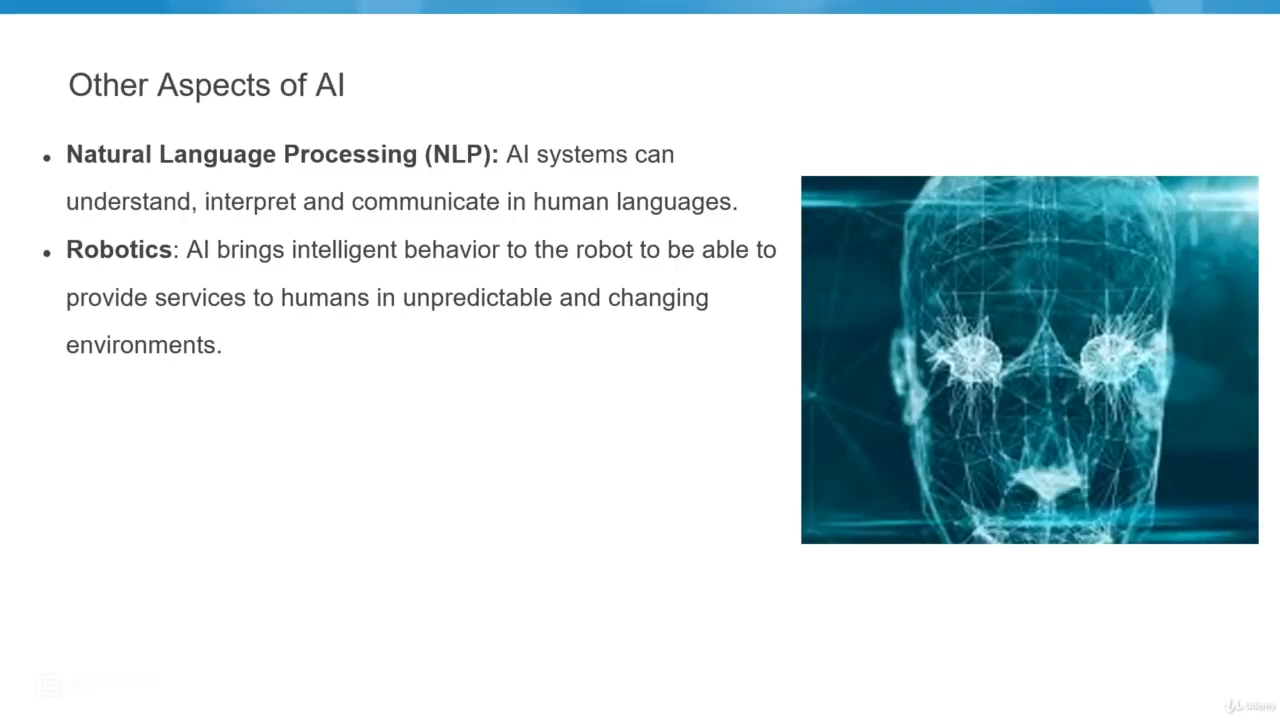 Other Aspects of AI
• Natural Language Processing (NLP): AI systems can
understand, interpret and communicate in human languages.
• Robotics: AI brings intelligent behavior to the robot to be able to
provide services to humans in unpredictable and changing
environments.
Udemy